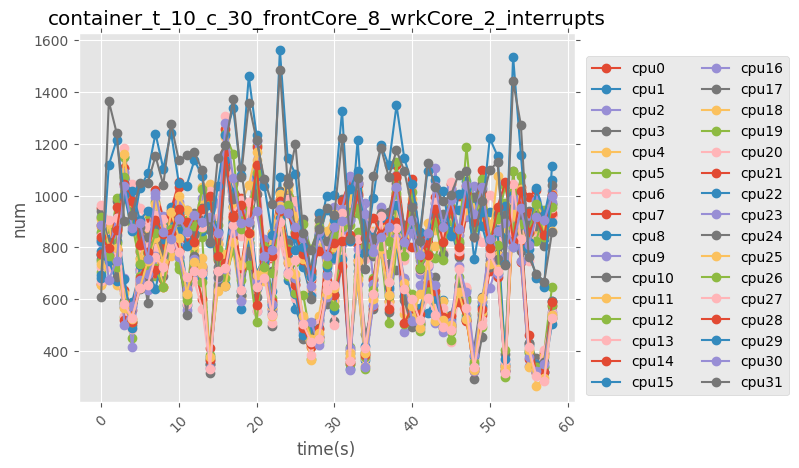 container_t_10_c_30_frontCore_8_wrkCore_2_interrupts
1600
1400
1200
1000
800
600
400
num
0
10
20
30
40
50
60
time(s)
cpu0
cpu1
cpu2
cpu3
cpu4
cpu5
cpu6
cpu7
cpu8
cpu9
cpu10
cpu11
cpu12
cpu13
cpu14
cpu15
cpu16
cpu17
cpu18
cpu19
cpu20
cpu21
cpu22
cpu23
cpu24
cpu25
cpu26
cpu27
cpu28
cpu29
cpu30
cpu31